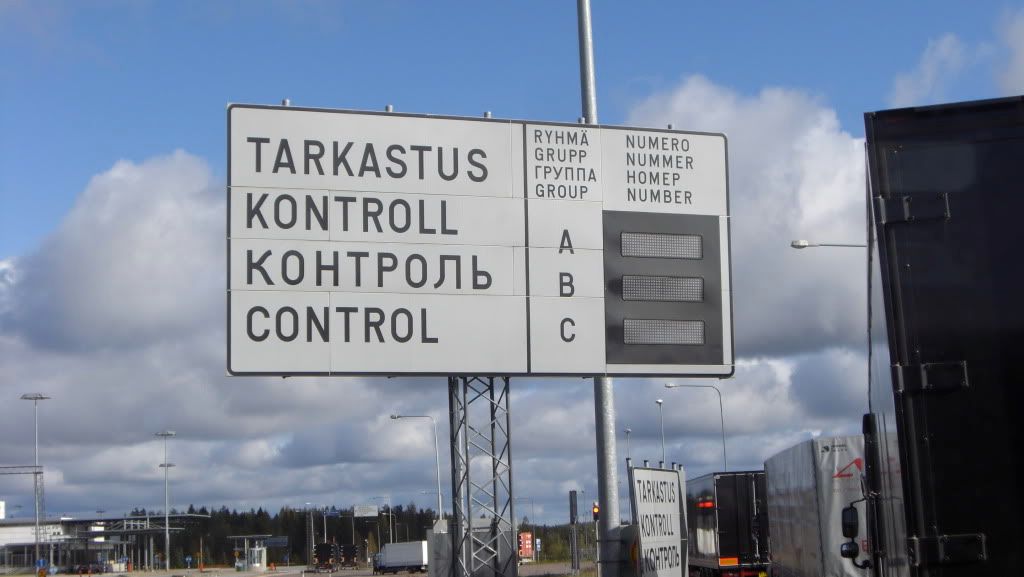 TARKASTUS
KONTROLL
КОНТРОЛЬ
CONTROL
RYHMÄ
GRUPP
ГРУППА
GROUP
NUMERO
NUMMER
НОМЕР
NUMBER
A
B
C
TARKASTUS
KONTROLL
КОНТРОЛЬ